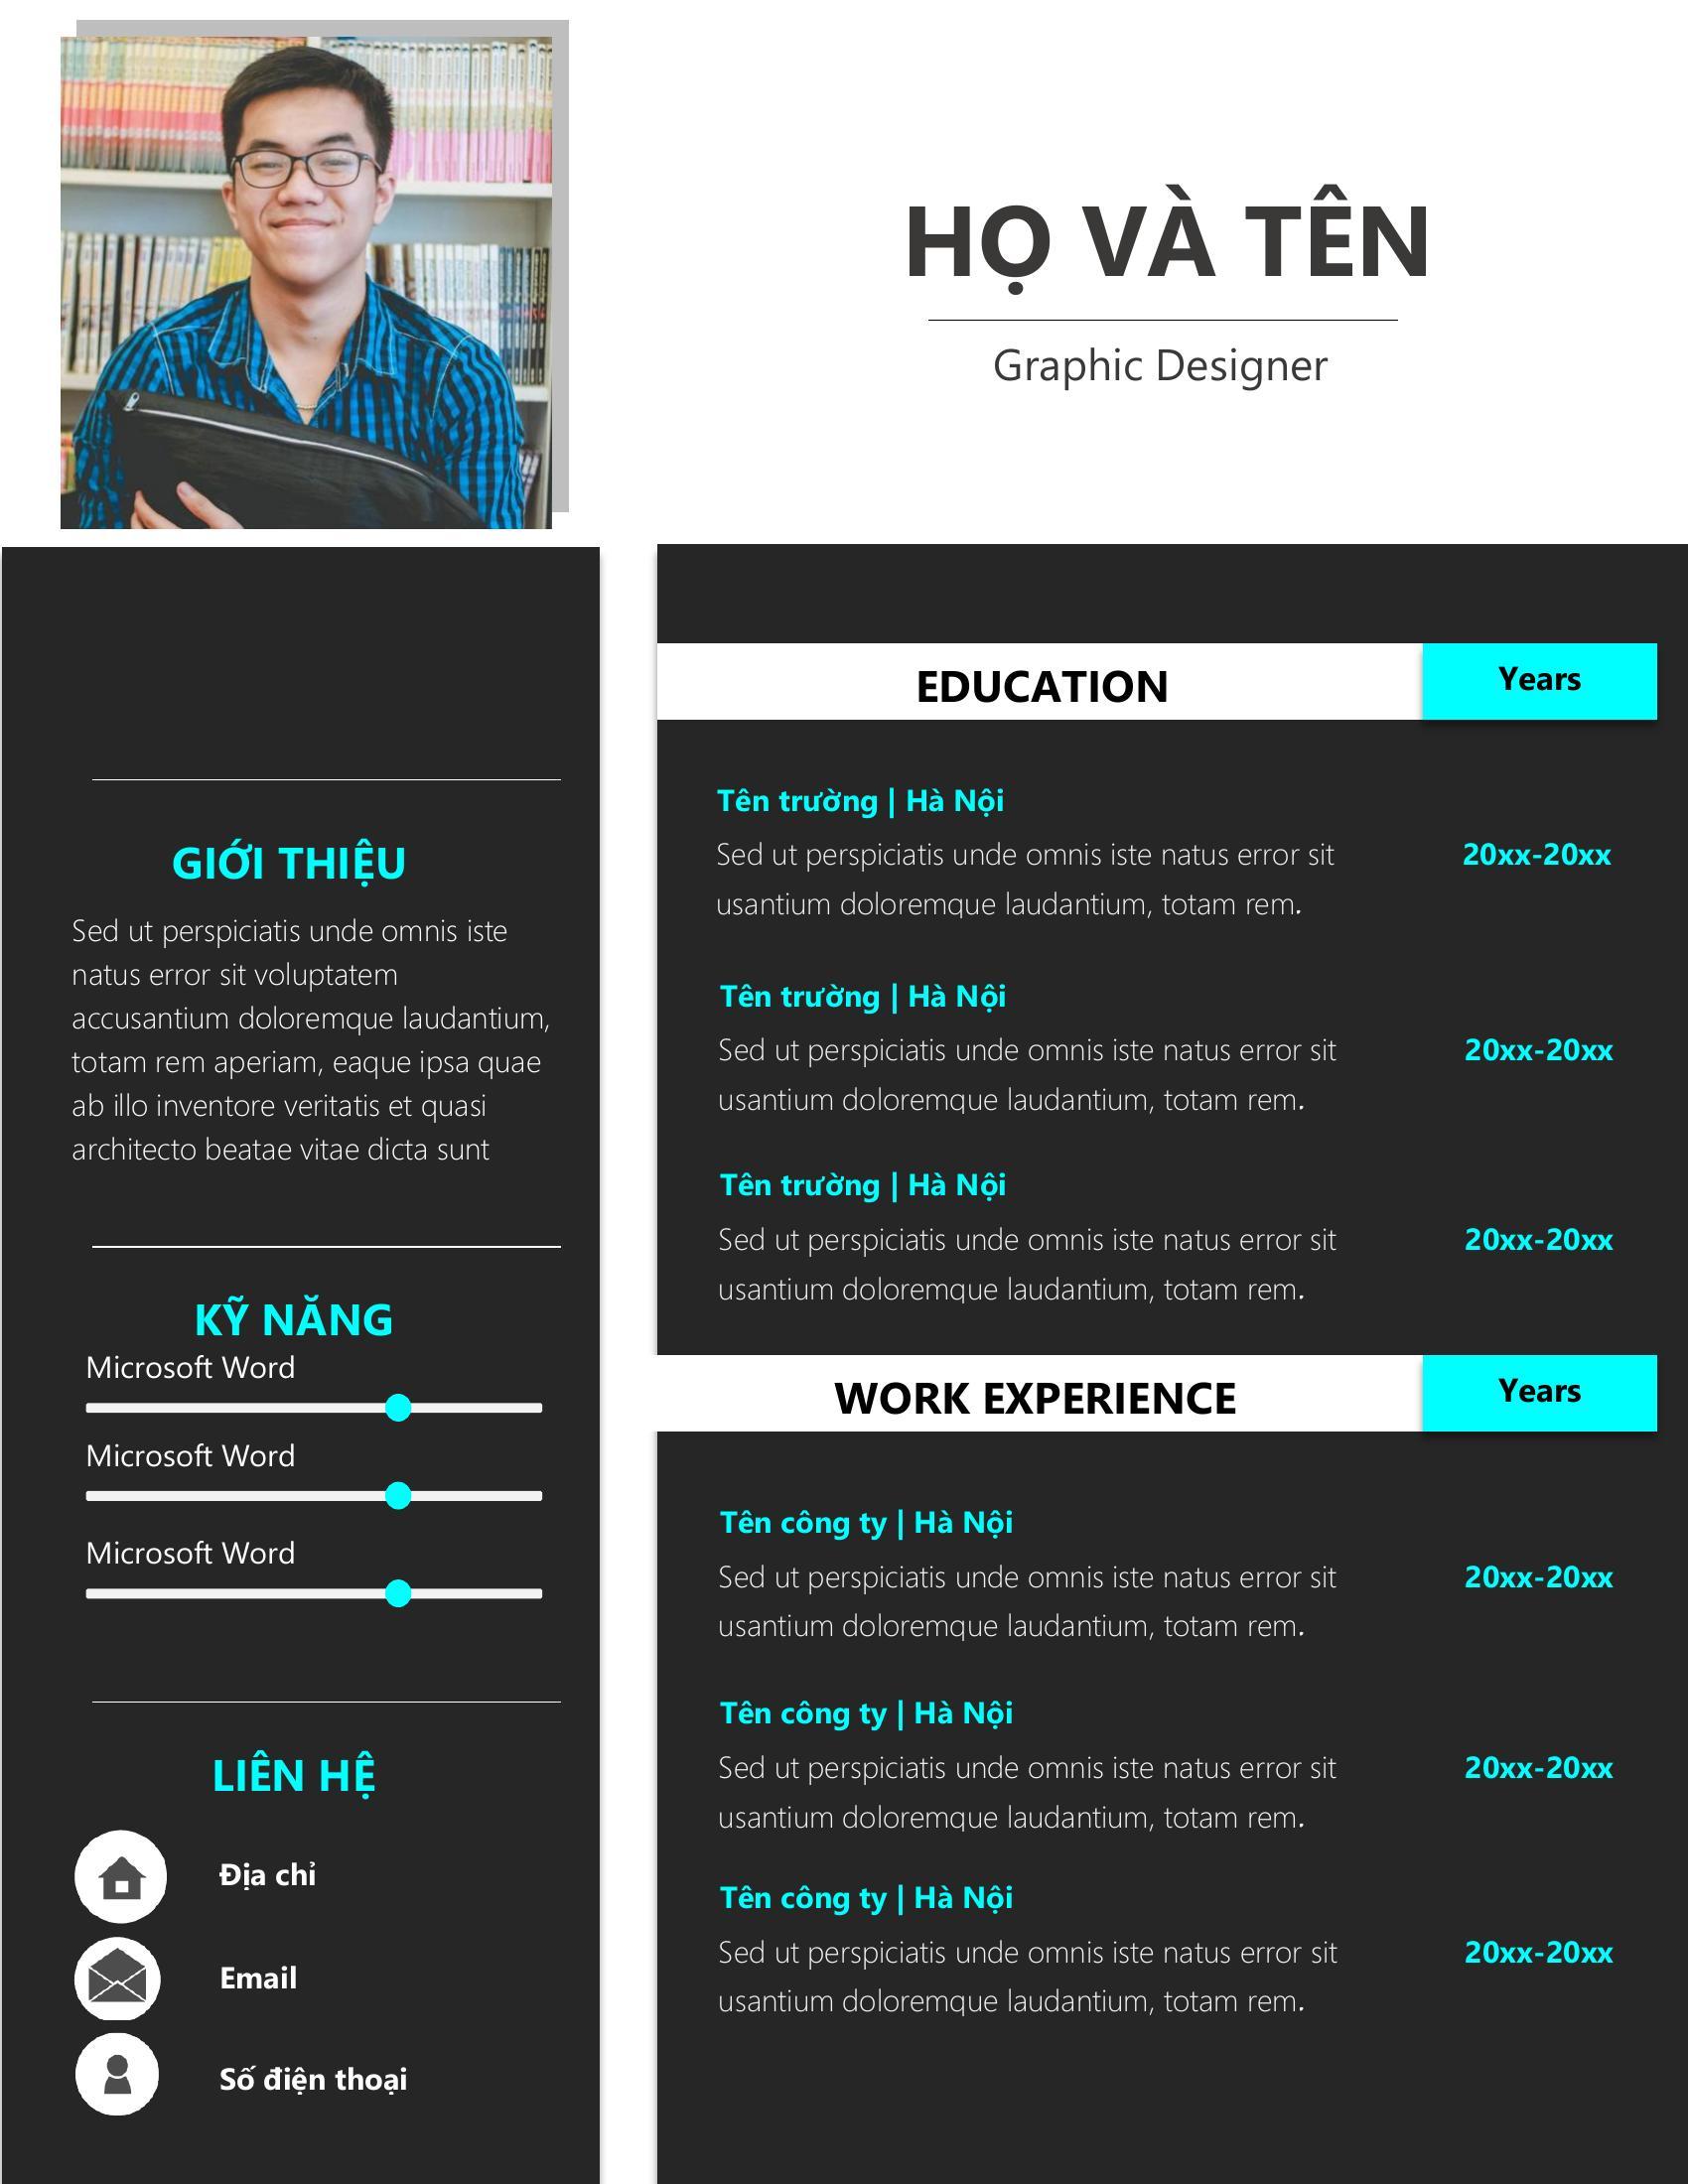 HỌ VÀ TÊN
Graphic Designer
GIỚI THIỆU
Sed ut perspiciatis unde omnis iste
natus error sit voluptatem
accusantium doloremque laudantium,
totam rem aperiam, eaque ipsa quae
ab illo inventore veritatis et quasi
architecto beatae vitae dicta sunt
KỸ NĂNG
Microsoft Word
Microsoft Word
Microsoft Word
LIÊN HỆ
Địa chỉ
Email
Số điện thoại
EDUCATION Years
Tên trường | Hà Nội
Sed ut perspiciatis unde omnis iste natus error sit 20xx-20xx
usantium doloremque laudantium, totam rem.
Tên trường | Hà Nội
Sed ut perspiciatis unde omnis iste natus error sit 20xx-20xx
usantium doloremque laudantium, totam rem.
Tên trường | Hà Nội
Sed ut perspiciatis unde omnis iste natus error sit 20xx-20xx
usantium doloremque laudantium, totam rem.
WORK EXPERIENCE Years
Tên công ty | Hà Nội
Sed ut perspiciatis unde omnis iste natus error sit 20xx-20xx
usantium doloremque laudantium, totam rem.
Tên công ty | Hà Nội
Sed ut perspiciatis unde omnis iste natus error sit 20xx-20xx
usantium doloremque laudantium, totam rem.
Tên công ty | Hà Nội
Sed ut perspiciatis unde omnis iste natus error sit 20xx-20xx
usantium doloremque laudantium, totam rem.